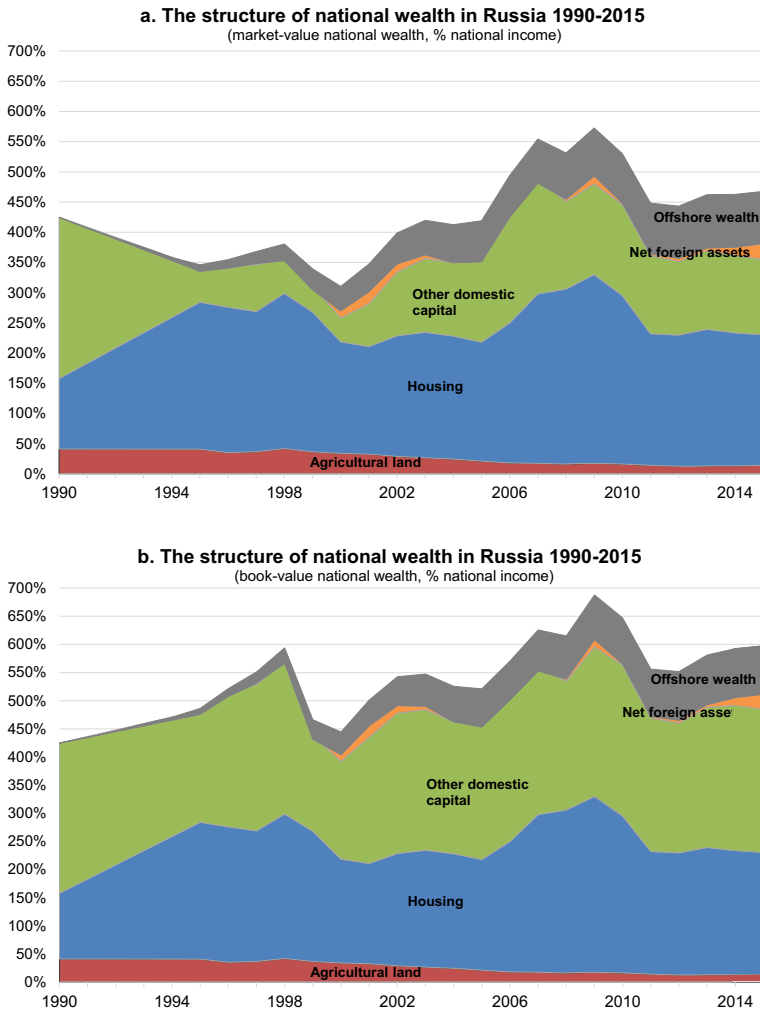 a. The structure of national wealth in Russia 1990-2015
(market-value national wealth, % national income)
700%
650%
600%
550%
500%
450%
400%
350%
300%
250%
200%
150%
100%
50%
0%
Offshore wealth
Net foreign assets
Other domestic
capital
Housing
Agricultural land
1990 1994 1998 2002 2006 2010 2014
b. The structure of national wealth in Russia 1990-2015
(book-value national wealth, % national income)
700%
650%
600%
550%
500%
450%
400%
350%
300%
250%
200%
150%
100%
50%
0%
Offshore wealth
Net foreign asse
Other domestic
capital
Housing
Agricultural land
1990 1994 1998 2002 2006 2010 2014